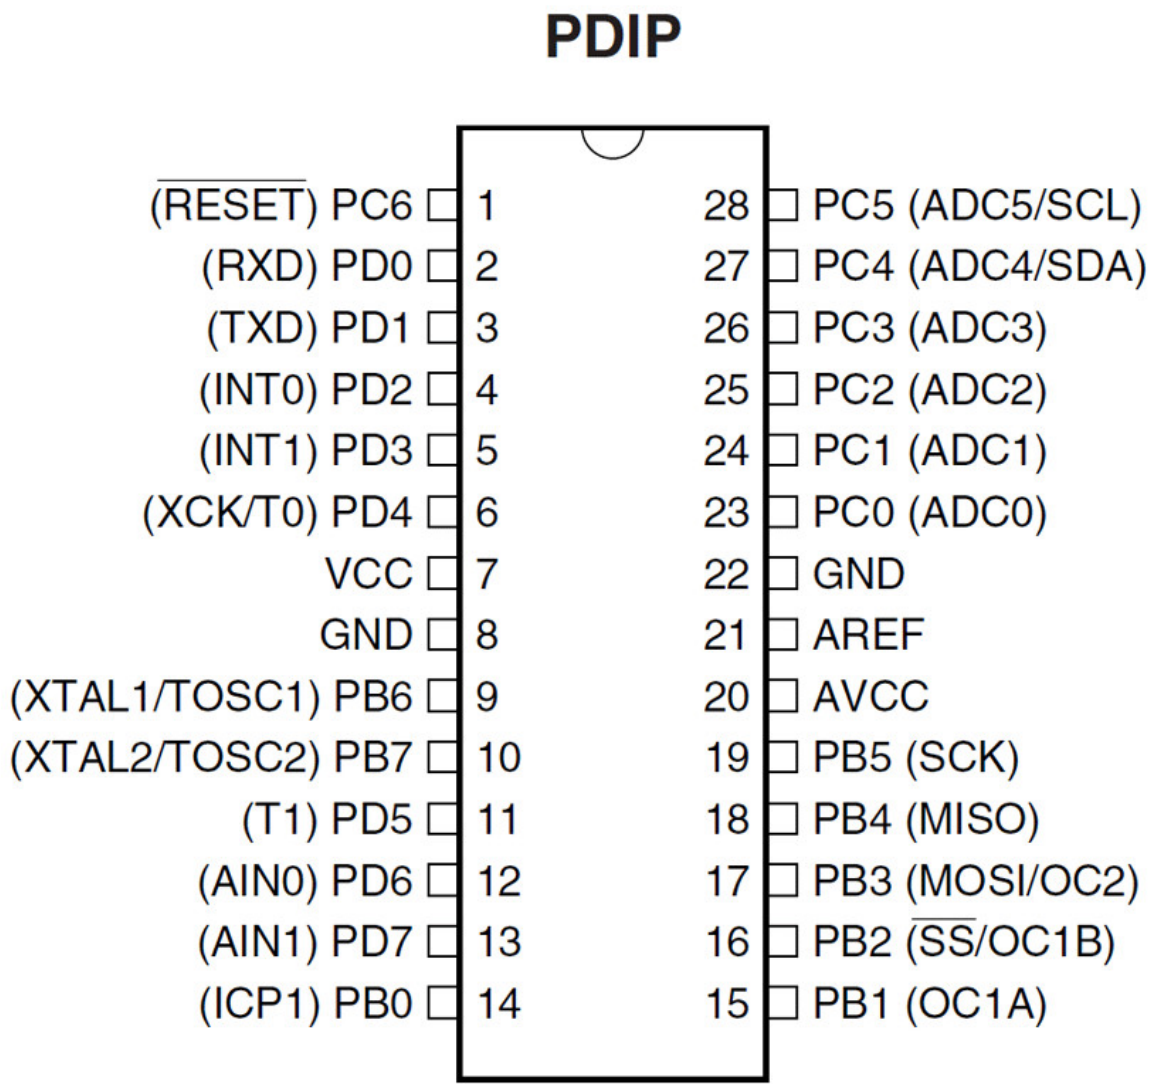 PDIP
(RESET) PC6 1 28 PC5 (ADC5/SCL)
(RXD) PD0 2 27 PC4 (ADC4/SDA)
(TXD) PD1 3 26 PC3 (ADC3)
(INT0) PD2 4 25 PC2 (ADC2)
(INT1) PD3 5 24 PC1 (ADC1)
(XCK/T0) PD4 6 23 PC0 (ADC0)
VCC 7 22 GND
GND 8 21 AREF
(XTAL1/TOSC1) PB6 9 20 AVCC
(XTAL2/TOSC2) PB7 10 19 PB5 (SCK)
(T1) PD5 11 18 PB4 (MISO)
(AIN0) PD6 12 17 PB3 (MOSI/OC2)
(AIN1) PD7 13 16 PB2 (SS/OC1B)
(ICP1) PB0 14 15 PB1 (OC1A)